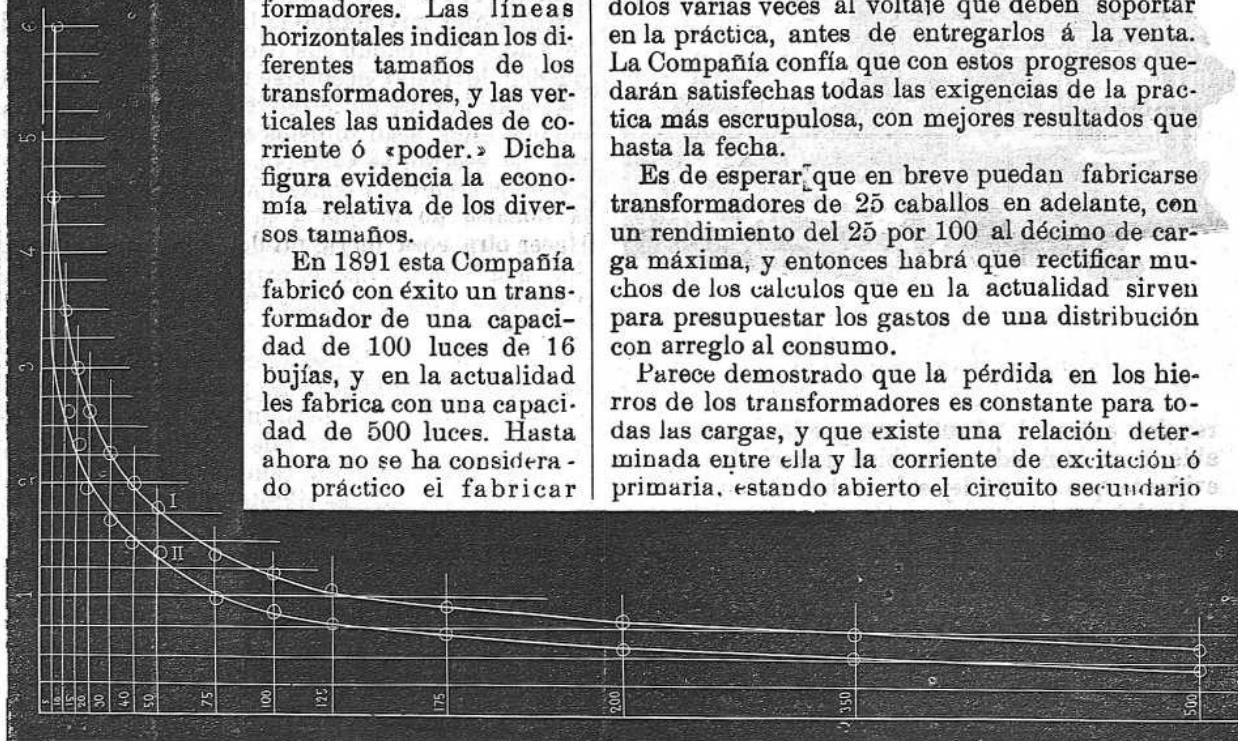 formadores. Las líneas
horizontales indican los di-
ferentes tamaños de los
transformadores, y las ver-
ticales las unidades de co-
rriente ó «poder.» Dicha
figura evidencia la econo-
mía relativa de los diver-
sos tamaños.
En 1891 esta Compañía
fabricó con éxito un trans-
formador de una capaci-
dad de 100 luces de 16
bujías, y en la actualidad
les fabrica con una capaci-
dad de 500 luces. Hasta
ahora no se ha considera-
do práctico el fabricar
dolos varias veces al voltaje que deben soportar
en la práctica, antes de entregarlos á la venta.
La Compañía confía que con estos progresos que-
darán satisfechas todas las exigencias de la prac-
tica más escrupulosa, con mejores resultados que
hasta la fecha.
Es de esperar que en breve puedan fabricarse
transformadores de 25 caballos en adelante, con
un rendimiento del 25 por 100 al décimo de car-
ga máxima, y entonces habrá que rectificar mu-
chos de los calculos que en la actualidad sirven
para presupuestar los gastos de una distribución
con arreglo al consumo.
Parece demostrado que la pérdida en los hie-
rros de los transformadores es constante para to-
das las cargas, y que existe una relación deter-
minada entre ella y la corriente de excitación ó
primaria, estando abierto el circuito secundario
6
5
4
3
2
1
I
II
5
10
15
20
30
40
50
75
100
125
175
200
350
500